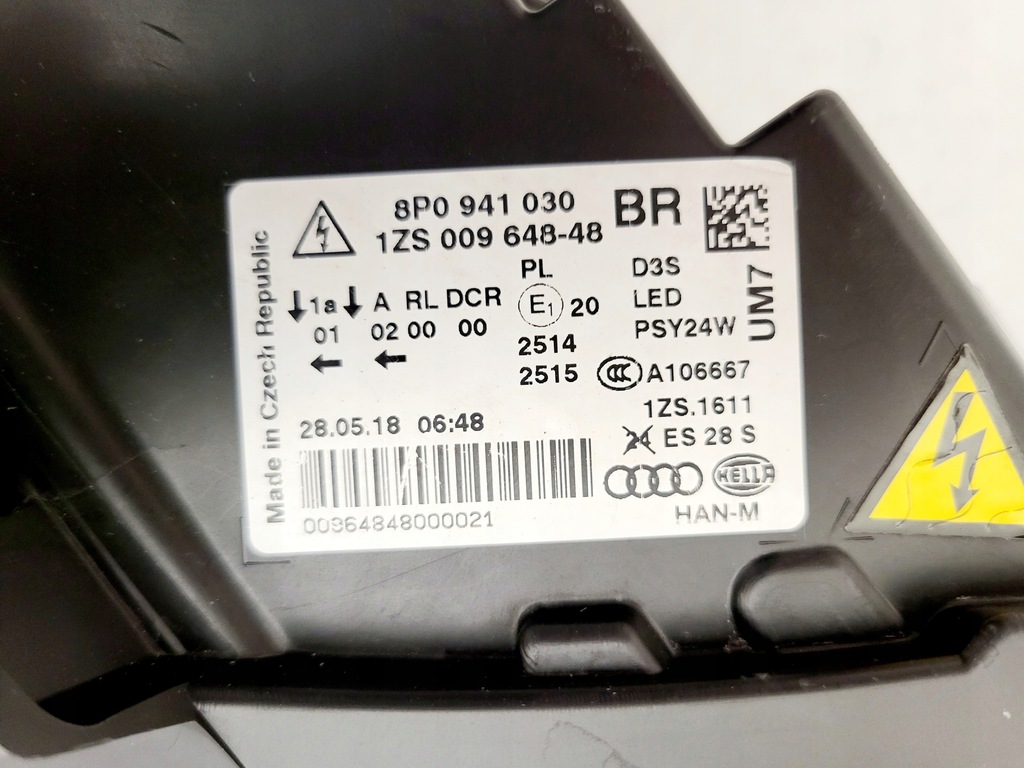 8P0 941 030 BR
1ZS 009 648-48
PL D3S
1a A RL DCR E1 20 LED
01 02 00 00 PSY24W
2514
2515 CCC A106667
28.05.18 06:48 1ZS.1611
24 ES 28 S
HELLA
00964848000021 HAN-M
Made in Czech Republic
UM7